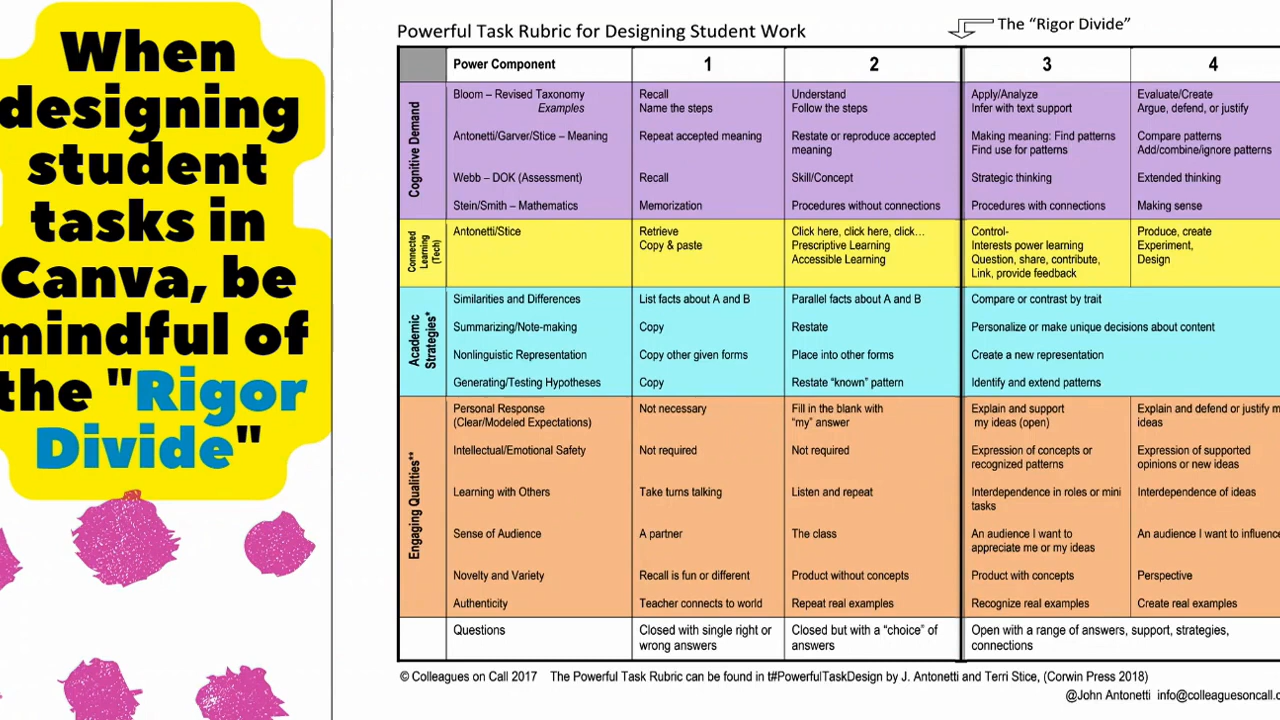 When
designing
student
tasks in
Canva, be
mindful of
the "Rigor
Divide"
Powerful Task Rubric for Designing Student Work
The “Rigor Divide”
Power Component 1 2 3 4
Cognitive Demand
Bloom – Revised Taxonomy Recall Understand Apply/Analyze Evaluate/Create
Examples Name the steps Follow the steps Infer with text support Argue, defend, or justify
Antonetti/Garver/Stice – Meaning Repeat accepted meaning Restate or reproduce accepted Making meaning: Find patterns Compare patterns
meaning Find use for patterns Add/combine/ignore patterns
Webb – DOK (Assessment) Recall Skill/Concept Strategic thinking Extended thinking
Stein/Smith – Mathematics Memorization Procedures without connections Procedures with connections Making sense
Connected
Learning
(Tech)
Antonetti/Stice Retrieve Click here, click here, click… Control- Produce, create
Copy & paste Prescriptive Learning Interests power learning Experiment,
Accessible Learning Question, share, contribute, Design
Link, provide feedback
Academic
Strategies*
Similarities and Differences List facts about A and B Parallel facts about A and B Compare or contrast by trait
Summarizing/Note-making Copy Restate Personalize or make unique decisions about content
Nonlinguistic Representation Copy other given forms Place into other forms Create a new representation
Generating/Testing Hypotheses Copy Restate “known” pattern Identify and extend patterns
Engaging Qualities**
Personal Response Not necessary Fill in the blank with Explain and support Explain and defend or justify m
(Clear/Modeled Expectations) “my” answer my ideas (open) ideas
Intellectual/Emotional Safety Not required Not required Expression of concepts or Expression of supported
recognized patterns opinions or new ideas
Learning with Others Take turns talking Listen and repeat Interdependence in roles or mini Interdependence of ideas
tasks
Sense of Audience A partner The class An audience I want to An audience I want to influence
appreciate me or my ideas
Novelty and Variety Recall is fun or different Product without concepts Product with concepts Perspective
Authenticity Teacher connects to world Repeat real examples Recognize real examples Create real examples
Questions Closed with single right or Closed but with a “choice” of Open with a range of answers, support, strategies,
wrong answers answers connections
© Colleagues on Call 2017 The Powerful Task Rubric can be found in t#PowerfulTaskDesign by J. Antonetti and Terri Stice, (Corwin Press 2018)
@John Antonetti info@colleaguesoncall.c